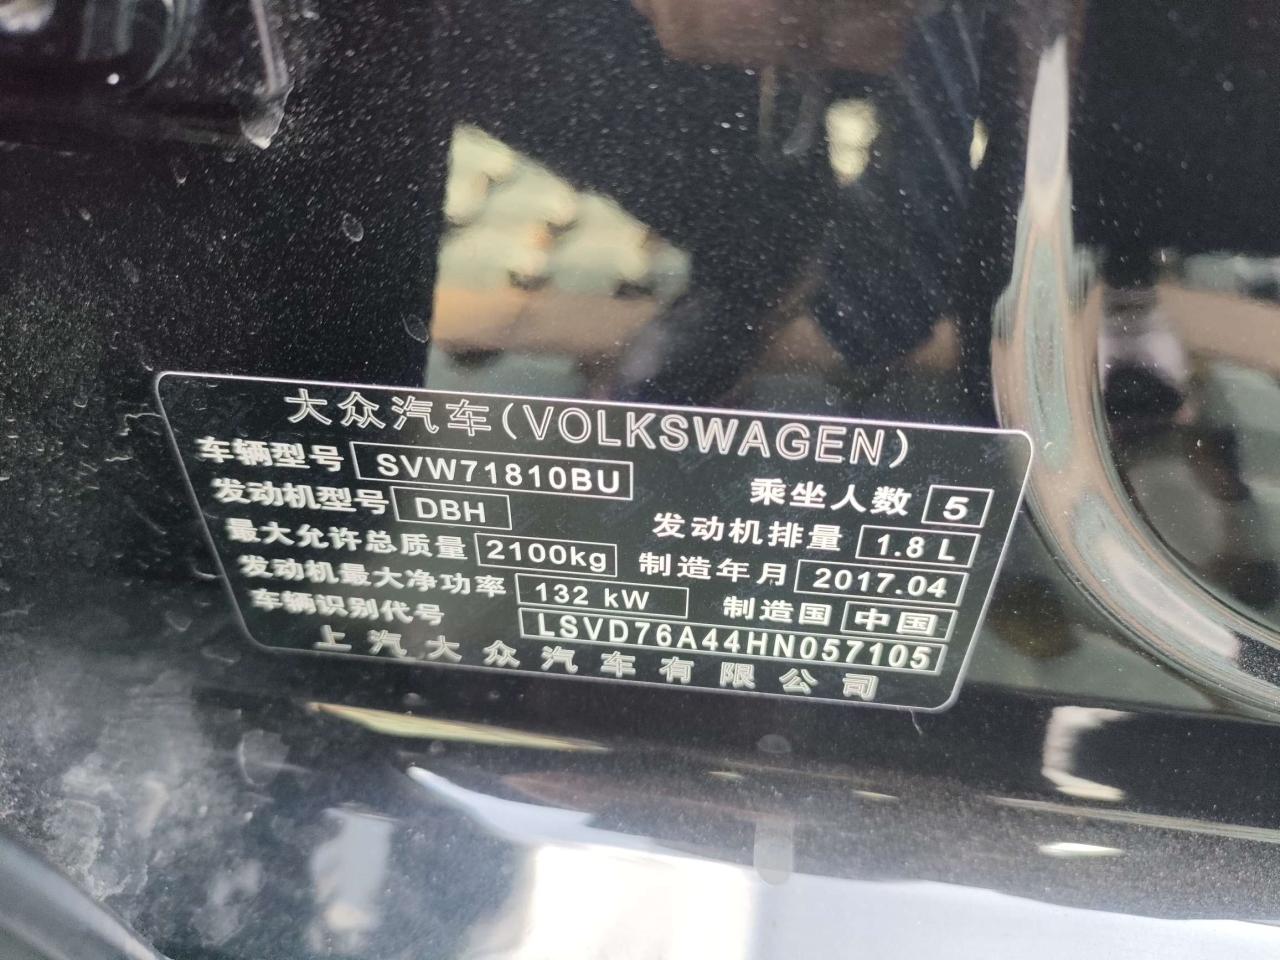 大众汽车(VOLKSWAGEN)
车辆型号 SVW71810BU 乘坐人数 5
发动机型号 DBH 发动机排量 1.8 L
最大允许总质量 2100kg 制造年月 2017.04
发动机最大净功率 132 kW 制造国 中国
车辆识别代号 LSVD76A44HN057105
上汽大众汽车有限公司